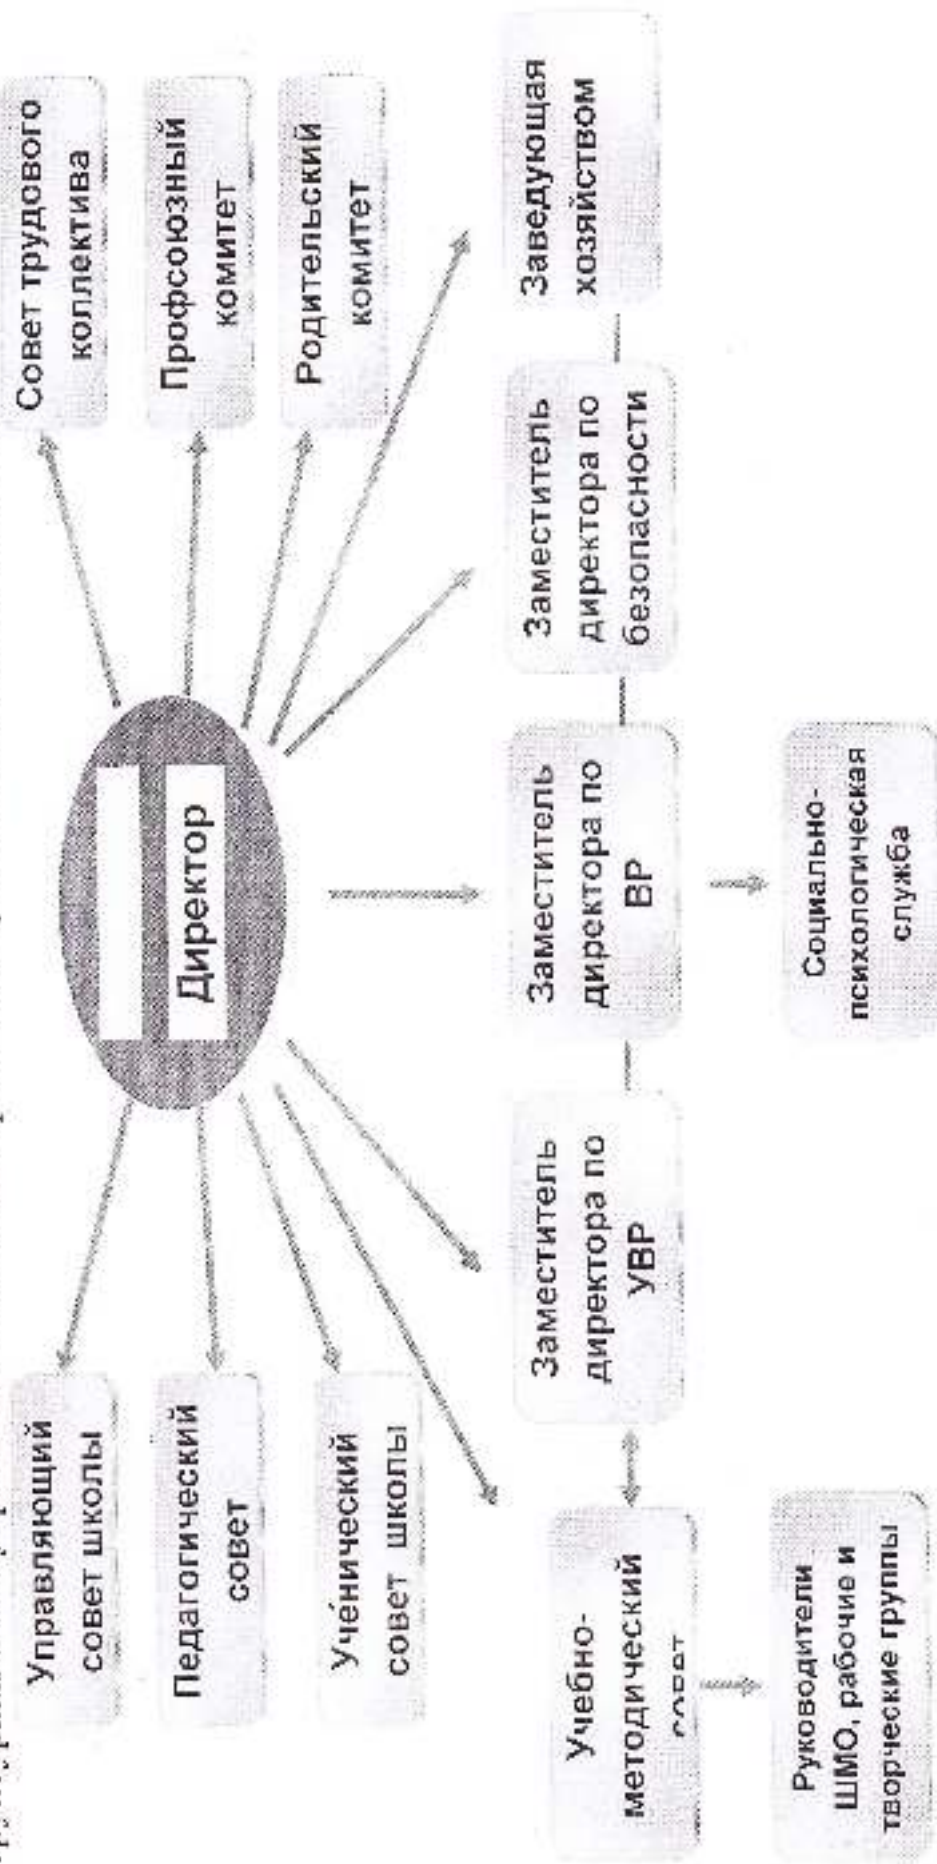 Директор
Управляющий
совет школы
Педагогический
совет
Ученический
совет школы
Совет трудового
коллектива
Профсоюзный
комитет
Родительский
комитет
Учебно-
методический
совет
Заместитель
директора по
УВР
Заместитель
директора по
ВР
Заместитель
директора по
безопасности
Заведующая
хозяйством
Руководители
ШМО, рабочие и
творческие группы
Социально-
психологическая
служба